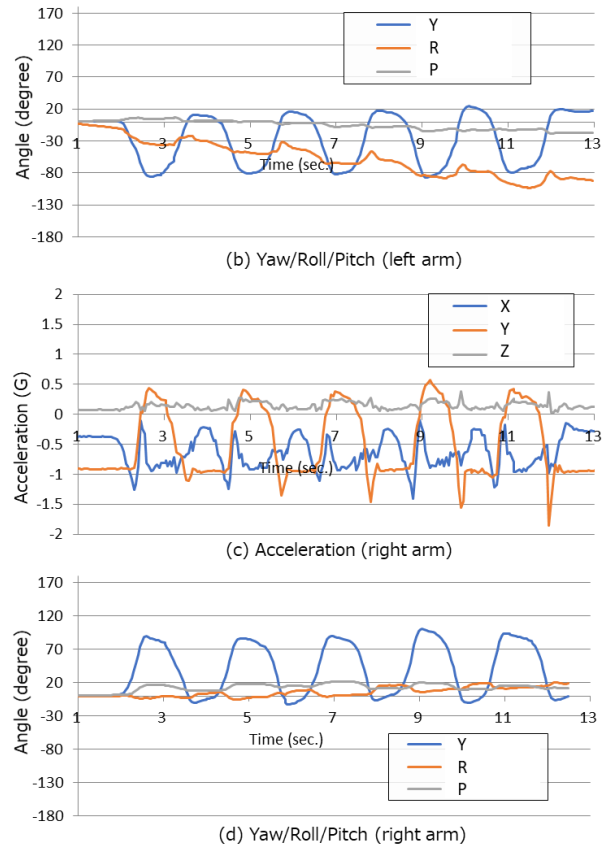 170
120
70
20
-30
-80
-130
-180
Angle (degree)
Y
R
P
1 3 5 7 9 11 13
Time (sec.)
(b) Yaw/Roll/Pitch (left arm)
2
1.5
1
0.5
0
-0.5
-1
-1.5
-2
Acceleration (G)
X
Y
Z
1 3 5 7 9 11 13
Time (sec.)
(c) Acceleration (right arm)
170
120
70
20
-30
-80
-130
-180
Angle (degree)
1 3 5 7 9 11 13
Time (sec.)
Y
R
P
(d) Yaw/Roll/Pitch (right arm)